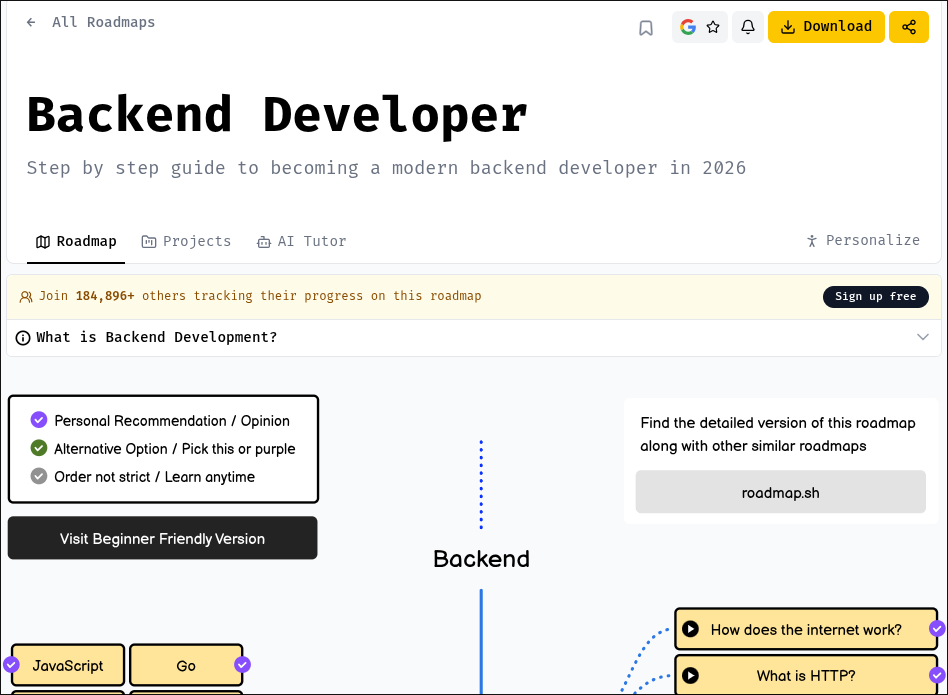 All Roadmaps
Download
Backend Developer
Step by step guide to becoming a modern backend developer in 2026
Roadmap
Projects
AI Tutor
Personalize
Join 184,896+ others tracking their progress on this roadmap
Sign up free
What is Backend Development?
Personal Recommendation / Opinion
Alternative Option / Pick this or purple
Order not strict / Learn anytime
Find the detailed version of this roadmap
along with other similar roadmaps
roadmap.sh
Visit Beginner Friendly Version
Backend
How does the internet work?
JavaScript
Go
What is HTTP?